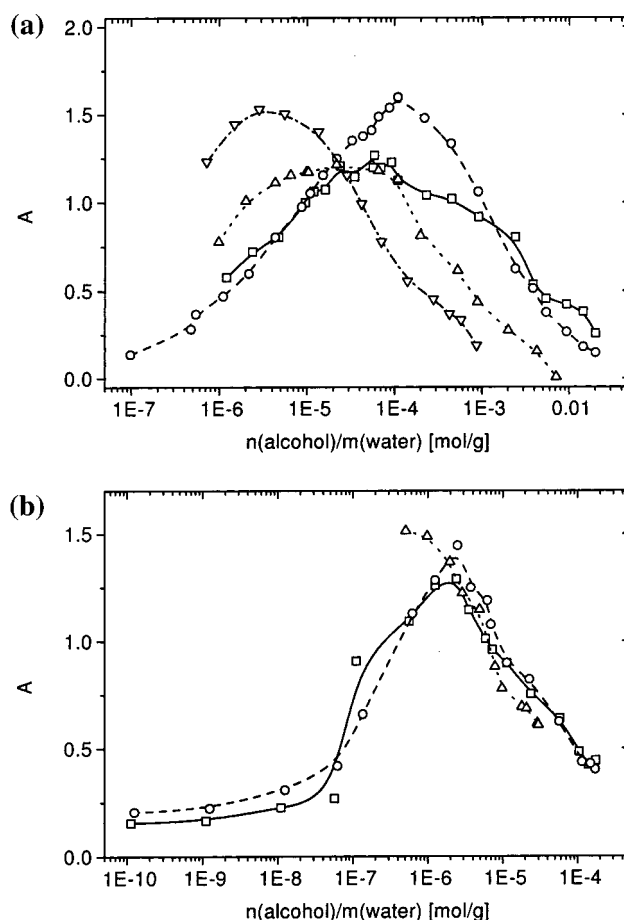 (a)
2.0
1.5
1.0
0.5
0.0
A
1E-7 1E-6 1E-5 1E-4 1E-3 0.01
n(alcohol)/m(water) [mol/g]
(b)
1.5
1.0
0.5
0.0
A
1E-10 1E-9 1E-8 1E-7 1E-6 1E-5 1E-4
n(alcohol)/m(water) [mol/g]